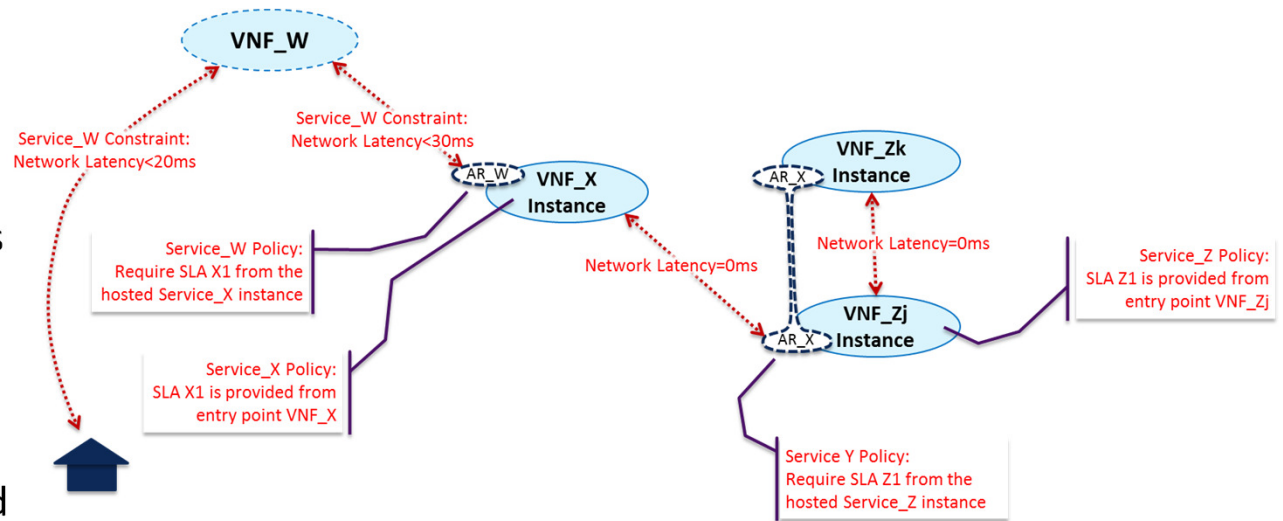 VNF_W
Service_W Constraint:
Network Latency<20ms
Service_W Constraint:
Network Latency<30ms
AR_W
VNF_X
Instance
VNF_Zk
Instance
AR_X
s
Service_W Policy:
Require SLA X1 from the
hosted Service_X instance
Network Latency=0ms
Network Latency=0ms
Service_Z Policy:
SLA Z1 is provided from
entry point VNF_Zj
VNF_Zj
Instance
AR_X
Service_X Policy:
SLA X1 is provided from
entry point VNF_X
Service Y Policy:
Require SLA Z1 from the
hosted Service_Z instance
d